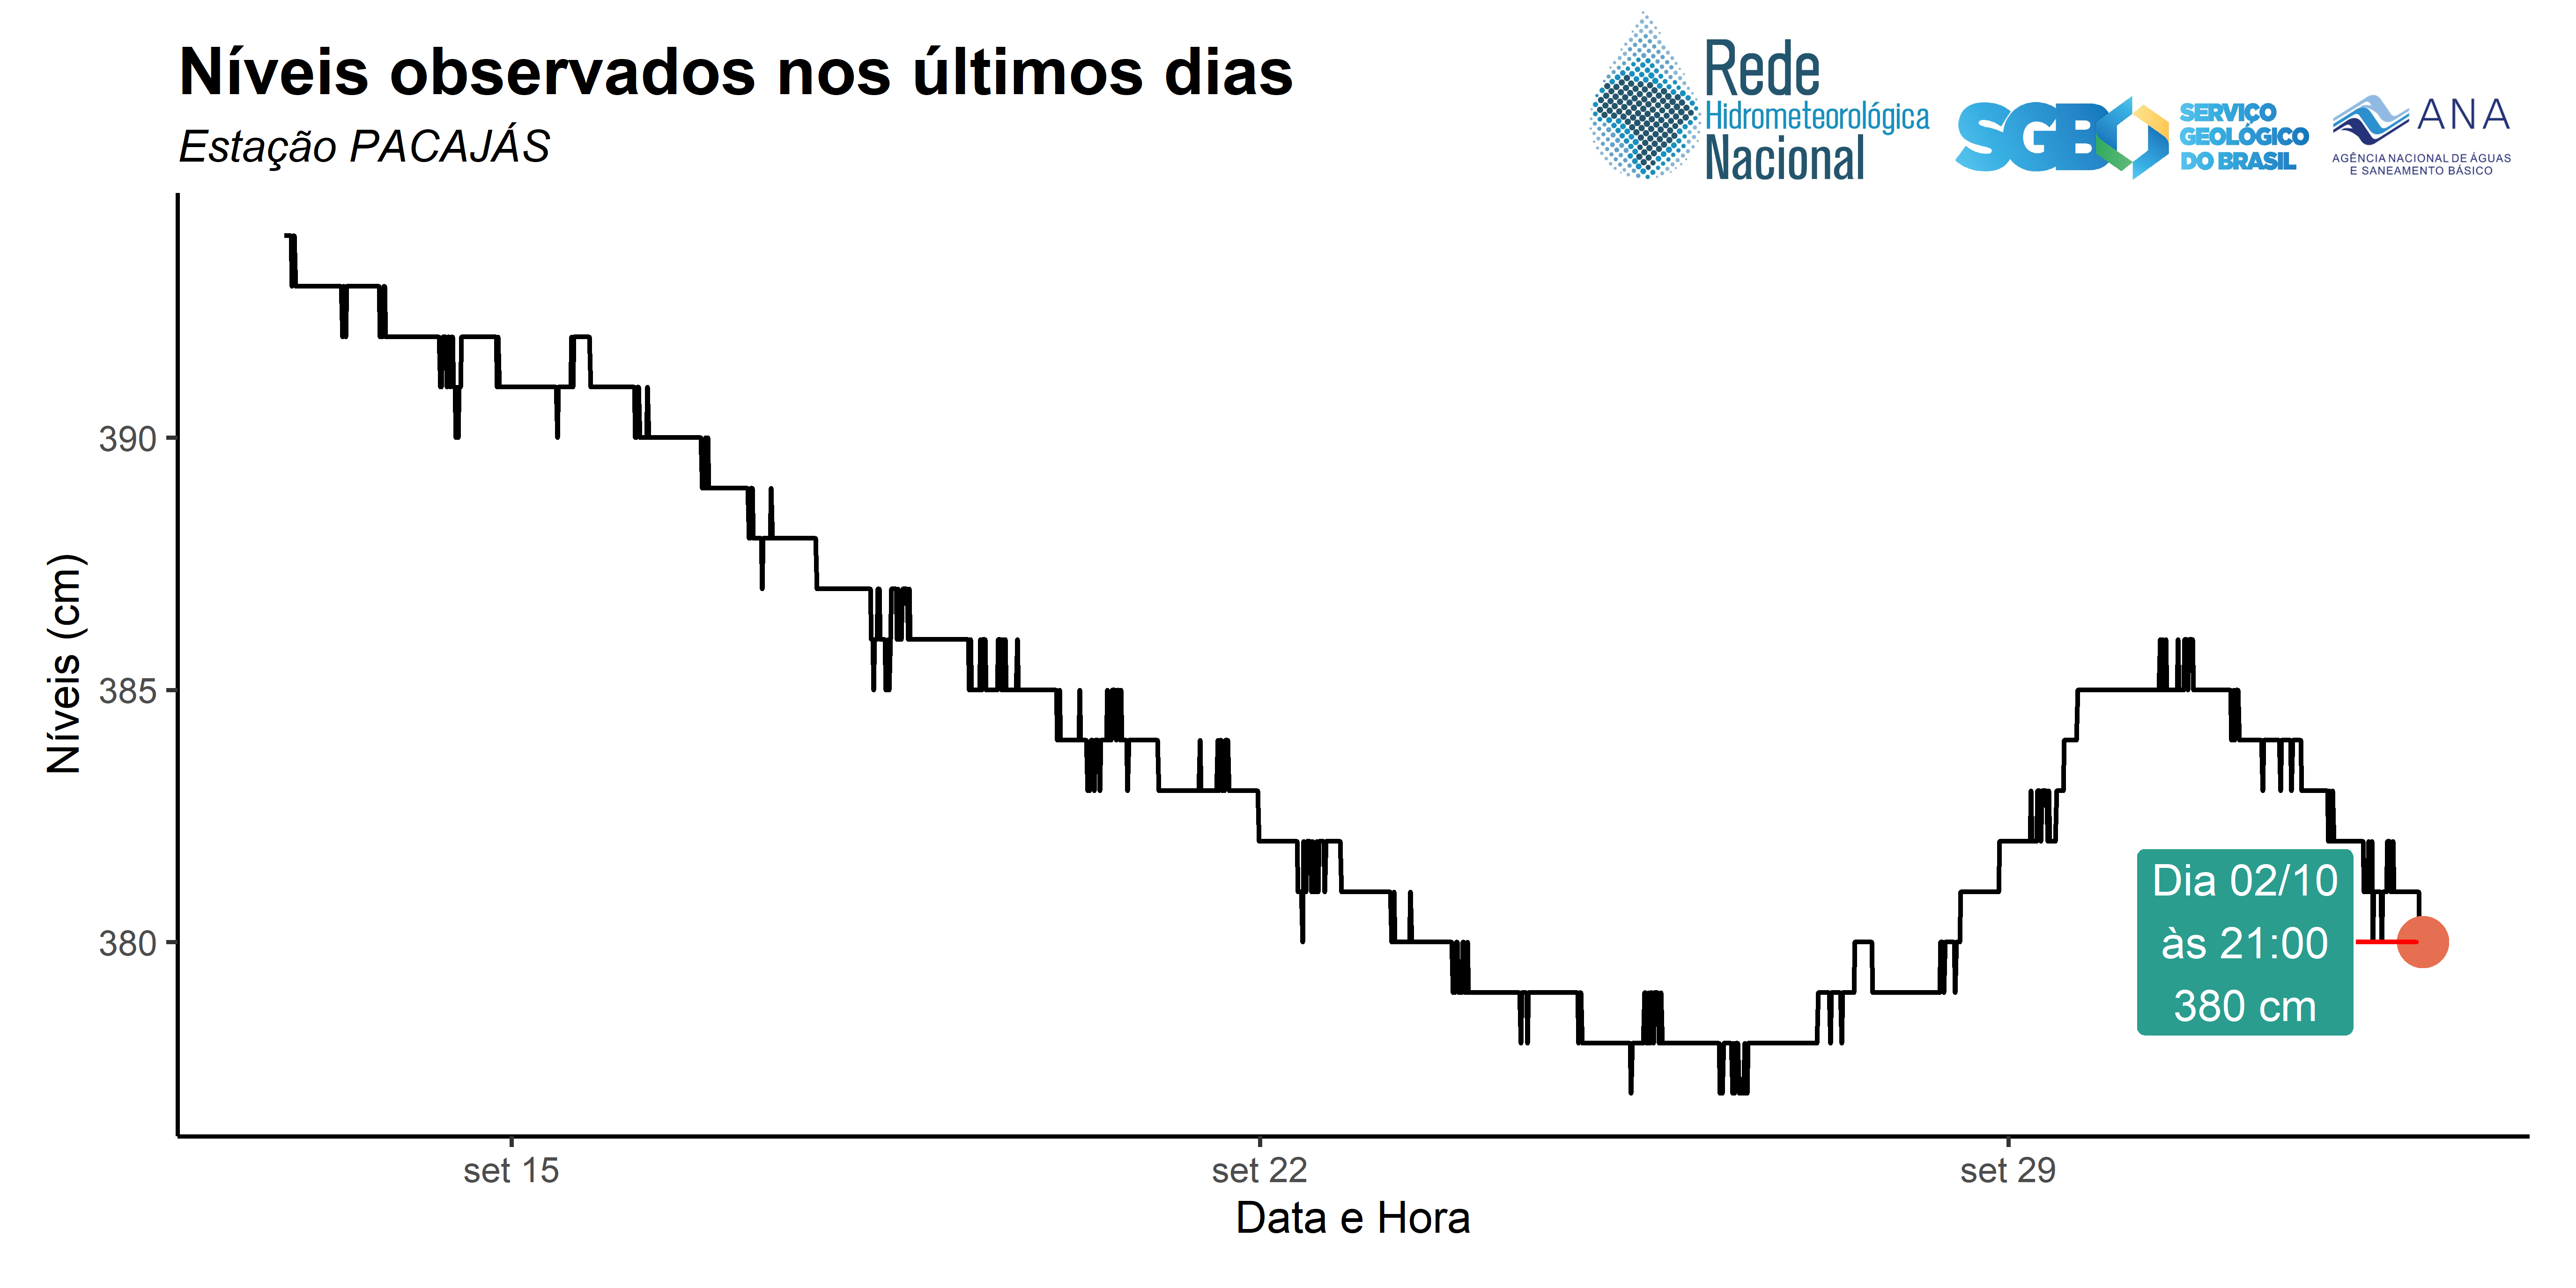 Níveis observados nos últimos dias
Estação PACAJÁS
Rede
Hidrometeorológica
Nacional
SGB
SERVIÇO
GEOLÓGICO
DO BRASIL
ANA
AGÊNCIA NACIONAL DE ÁGUAS
E SANEAMENTO BÁSICO
Níveis (cm)
390
385
380
Dia 02/10
às 21:00
380 cm
set 15
set 22
set 29
Data e Hora